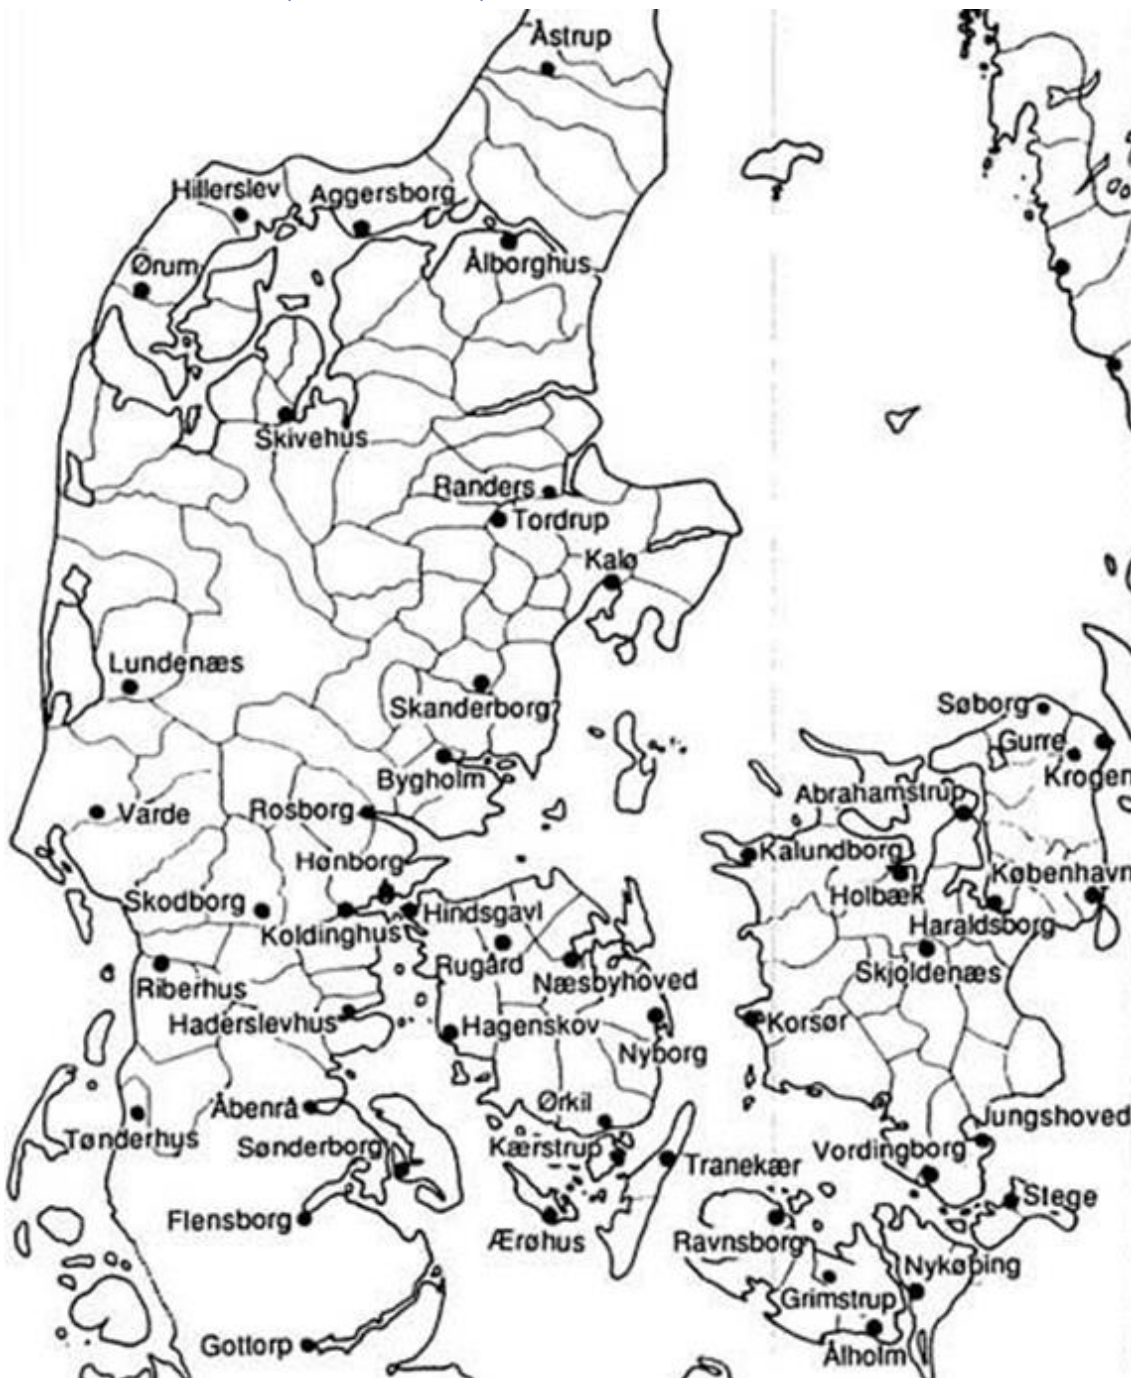 Åstrup
Hillerslev
Aggersborg
Ørum
Ålborghus
Skivehus
Randers
Tordrup
Kalø
Lundenæs
Skanderborg
Søborg
Gurre
Krogen
Bygholm
Abrahamstrup
Varde
Rosborg
Kalundborg
Hønborg
København
Holbæk
Skodborg
Hindsgavl
Haraldsborg
Koldinghus
Rugård
Skjoldenæs
Næsbyhoved
Riberhus
Haderslevhus
Hagenskov
Korsør
Nyborg
Åbenrå
Ørkil
Jungshoved
Tønderhus
Sønderborg
Kærstrup
Vordingborg
Tranekær
Stege
Flensborg
Ærøhus
Ravnsborg
Nykøbing
Grimstrup
Gottorp
Ålholm